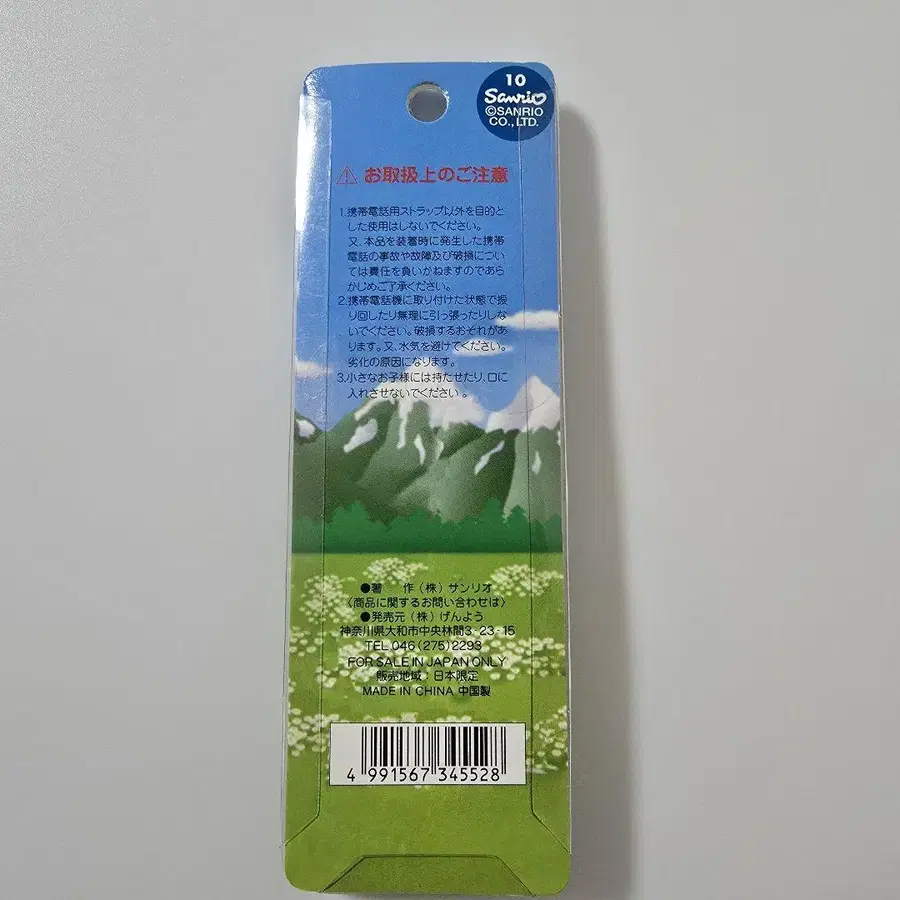 10
Sanrio
©SANRIO
CO., LTD.
お取扱上のご注意
1.携帯電話用ストラップ以外を目的と
した使用はしないでください。
又、本品を装着時に発生した携帯
電話の事故や故障及び破損につい
ては責任を負いかねますのであら
かじめご了承ください。
2.携帯電話機に取り付けた状態で振
り回したり無理に引っ張ったりしな
いでください。破損するおそれがあ
ります。又、水気を避けてください。
劣化の原因になります。
3.小さなお子様には持たせたり、口に
入れさせないでください。
●著 作(株)サンリオ
〈商品に関するお問い合わせは〉
●発売元(株)げんよう
神奈川県大和市中央林間3-23-15
TEL 046(275)2293
FOR SALE IN JAPAN ONLY
販売地域:日本限定
MADE IN CHINA 中国製
4 991567 345528